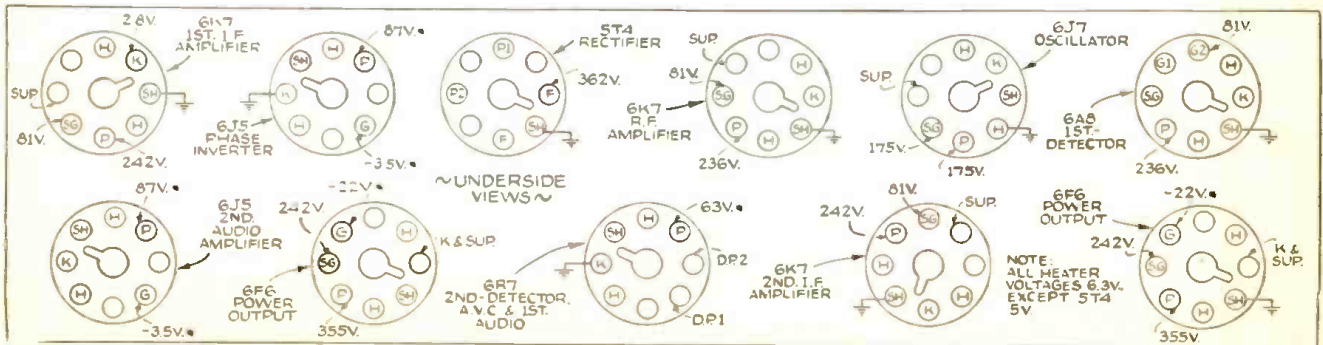 2.8V.
6K7
1ST. I.F.
AMPLIFIER
H
K
SH
H
P
SG
SUP.
81V.
242V.
87V.•
SH
H
P
K
H
G
6J5
PHASE
INVERTER
-3.5V.•
P1
P2
F
F
SH
5T4
RECTIFIER
362V.
~UNDERSIDE
VIEWS~
SUP.
81V.
H
SG
K
P
H
SH
6K7
R.F.
AMPLIFIER
236V.
6J7
OSCILLATOR
SUP.
H
K
SH
SG
P
H
175V.
175V.
81V.
G2
G1
H
SG
K
P
H
SH
6A8
1ST.-
DETECTOR
236V.
87V.•
H
SH
P
K
H
G
6J5
2ND.
AUDIO
AMPLIFIER
-3.5V.•
-22V.•
242V.
G
H
SG
K & SUP.
P
H
SH
6F6
POWER
OUTPUT
355V.
63V.•
H
SH
P
K
H
D.P.2
D.P.1
6R7
2ND-DETECTOR,
A.V.C & 1ST.
AUDIO
81V.
SUP.
242V.
SG
P
H
H
SH
K
6K7
2ND. I.F.
AMPLIFIER
NOTE:
ALL HEATER
VOLTAGES 6.3V.
EXCEPT 5T4
5V.
6F6
POWER
OUTPUT
-22V.•
242V.
G
H
SG
K &
SUP.
P
H
SH
355V.